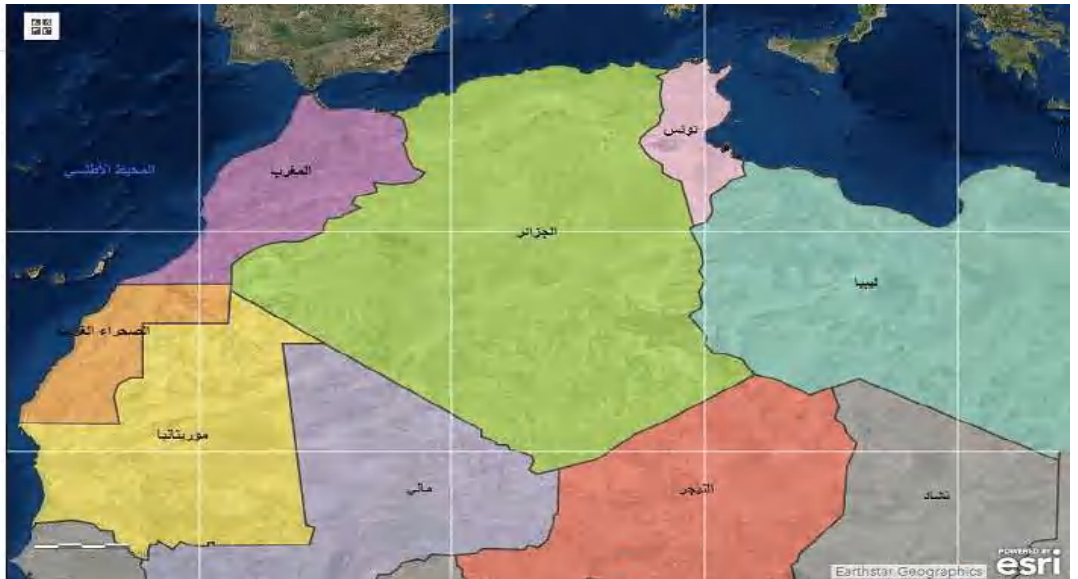 تونس
المغرب
المحيط الأطلسي
الجزائر
ليبيا
الصحراء الغربية
موريتانيا
مالي
النيجر
تشاد
POWERED BY
esri
Earthstar Geographics